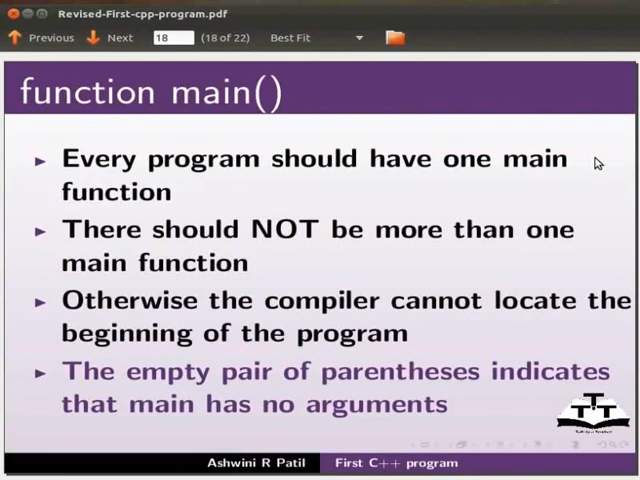 Revised-First-cpp-program.pdf
Previous Next 18 (18 of 22) Best Fit
function main()
Every program should have one main
function
There should NOT be more than one
main function
Otherwise the compiler cannot locate the
beginning of the program
The empty pair of parentheses indicates
that main has no arguments
Ashwini R Patil First C++ program